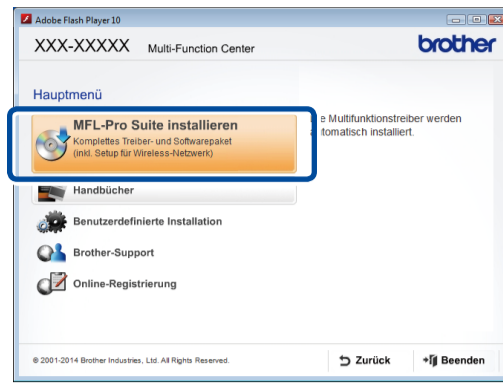 Adobe Flash Player 10
XXX-XXXXX Multi-Function Center
brother
Hauptmenü
MFL-Pro Suite installieren
Komplettes Treiber- und Softwarepaket
(inkl. Setup für Wireless-Netzwerk)
e Multifunktionstreiber werden
tomatisch installiert.
Handbücher
Benutzerdefinierte Installation
Brother-Support
Online-Registrierung
© 2001-2014 Brother Industries, Ltd. All Rights Reserved.
Zurück
Beenden